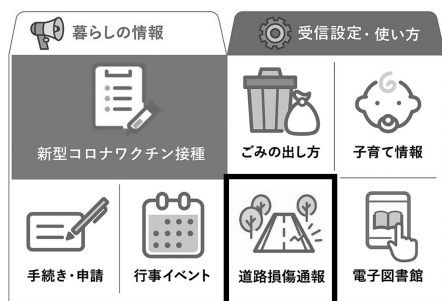 暮らしの情報
受信設定・使い方
新型コロナワクチン接種
ごみの出し方
子育て情報
手続き・申請
行事イベント
道路損傷通報
電子図書館